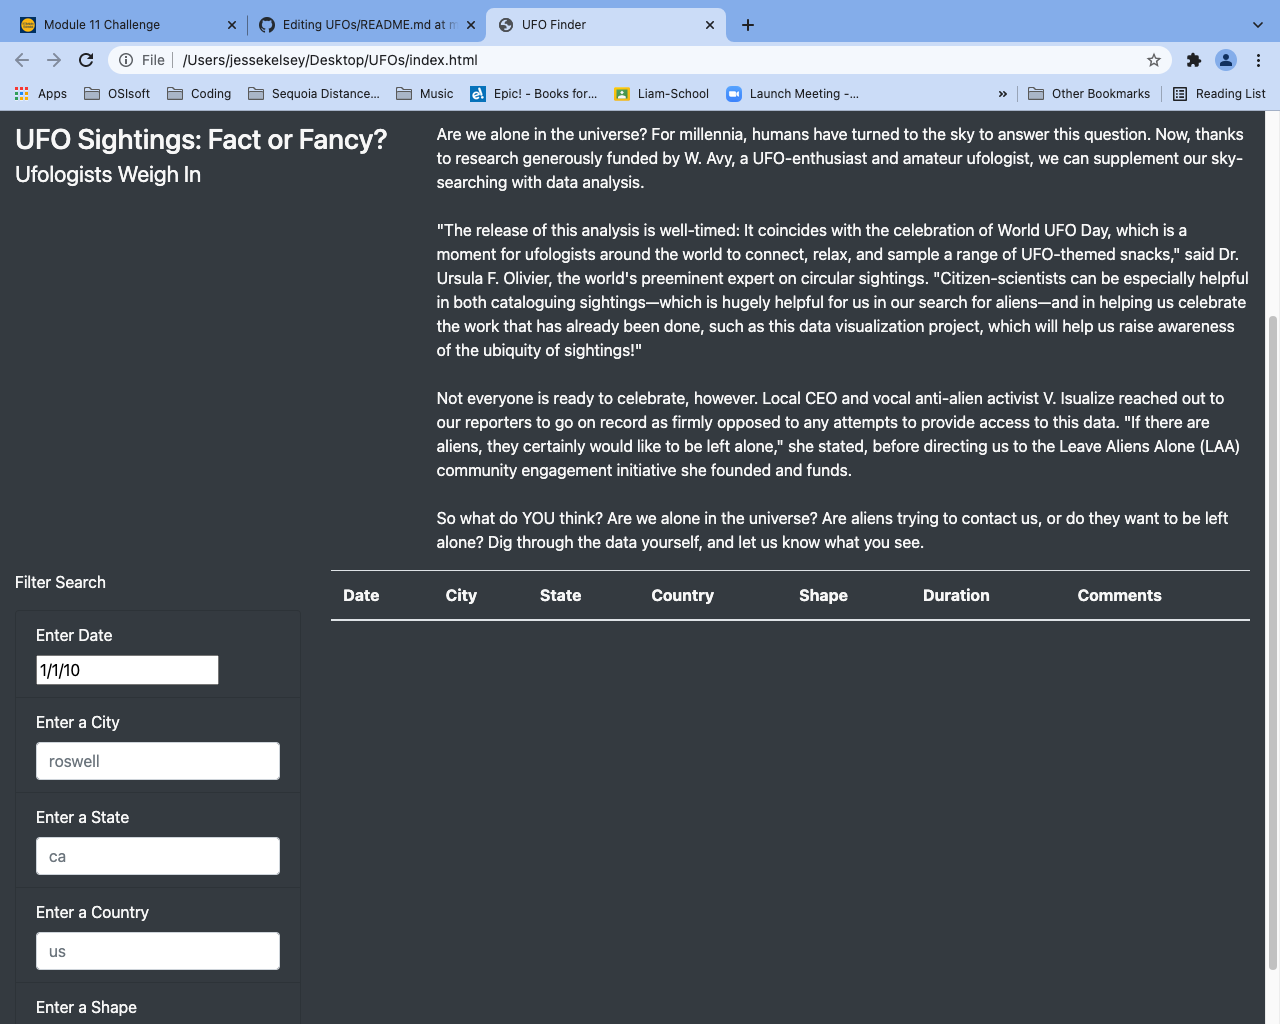 Module 11 Challenge
Editing UFOs/README.md at m
UFO Finder
File
/Users/jessekelsey/Desktop/UFOs/index.html
Apps
OSIsoft
Coding
Sequoia Distance...
Music
Epic! - Books for...
Liam-School
Launch Meeting -...
»
Other Bookmarks
Reading List
UFO Sightings: Fact or Fancy?
Ufologists Weigh In
Are we alone in the universe? For millennia, humans have turned to the sky to answer this question. Now, thanks
to research generously funded by W. Avy, a UFO-enthusiast and amateur ufologist, we can supplement our sky-
searching with data analysis.
"The release of this analysis is well-timed: It coincides with the celebration of World UFO Day, which is a
moment for ufologists around the world to connect, relax, and sample a range of UFO-themed snacks," said Dr.
Ursula F. Olivier, the world's preeminent expert on circular sightings. "Citizen-scientists can be especially helpful
in both cataloguing sightings—which is hugely helpful for us in our search for aliens—and in helping us celebrate
the work that has already been done, such as this data visualization project, which will help us raise awareness
of the ubiquity of sightings!"
Not everyone is ready to celebrate, however. Local CEO and vocal anti-alien activist V. Isualize reached out to
our reporters to go on record as firmly opposed to any attempts to provide access to this data. "If there are
aliens, they certainly would like to be left alone," she stated, before directing us to the Leave Aliens Alone (LAA)
community engagement initiative she founded and funds.
So what do YOU think? Are we alone in the universe? Are aliens trying to contact us, or do they want to be left
alone? Dig through the data yourself, and let us know what you see.
Filter Search
Date City State Country Shape Duration Comments
Enter Date
1/1/10
Enter a City
roswell
Enter a State
ca
Enter a Country
us
Enter a Shape